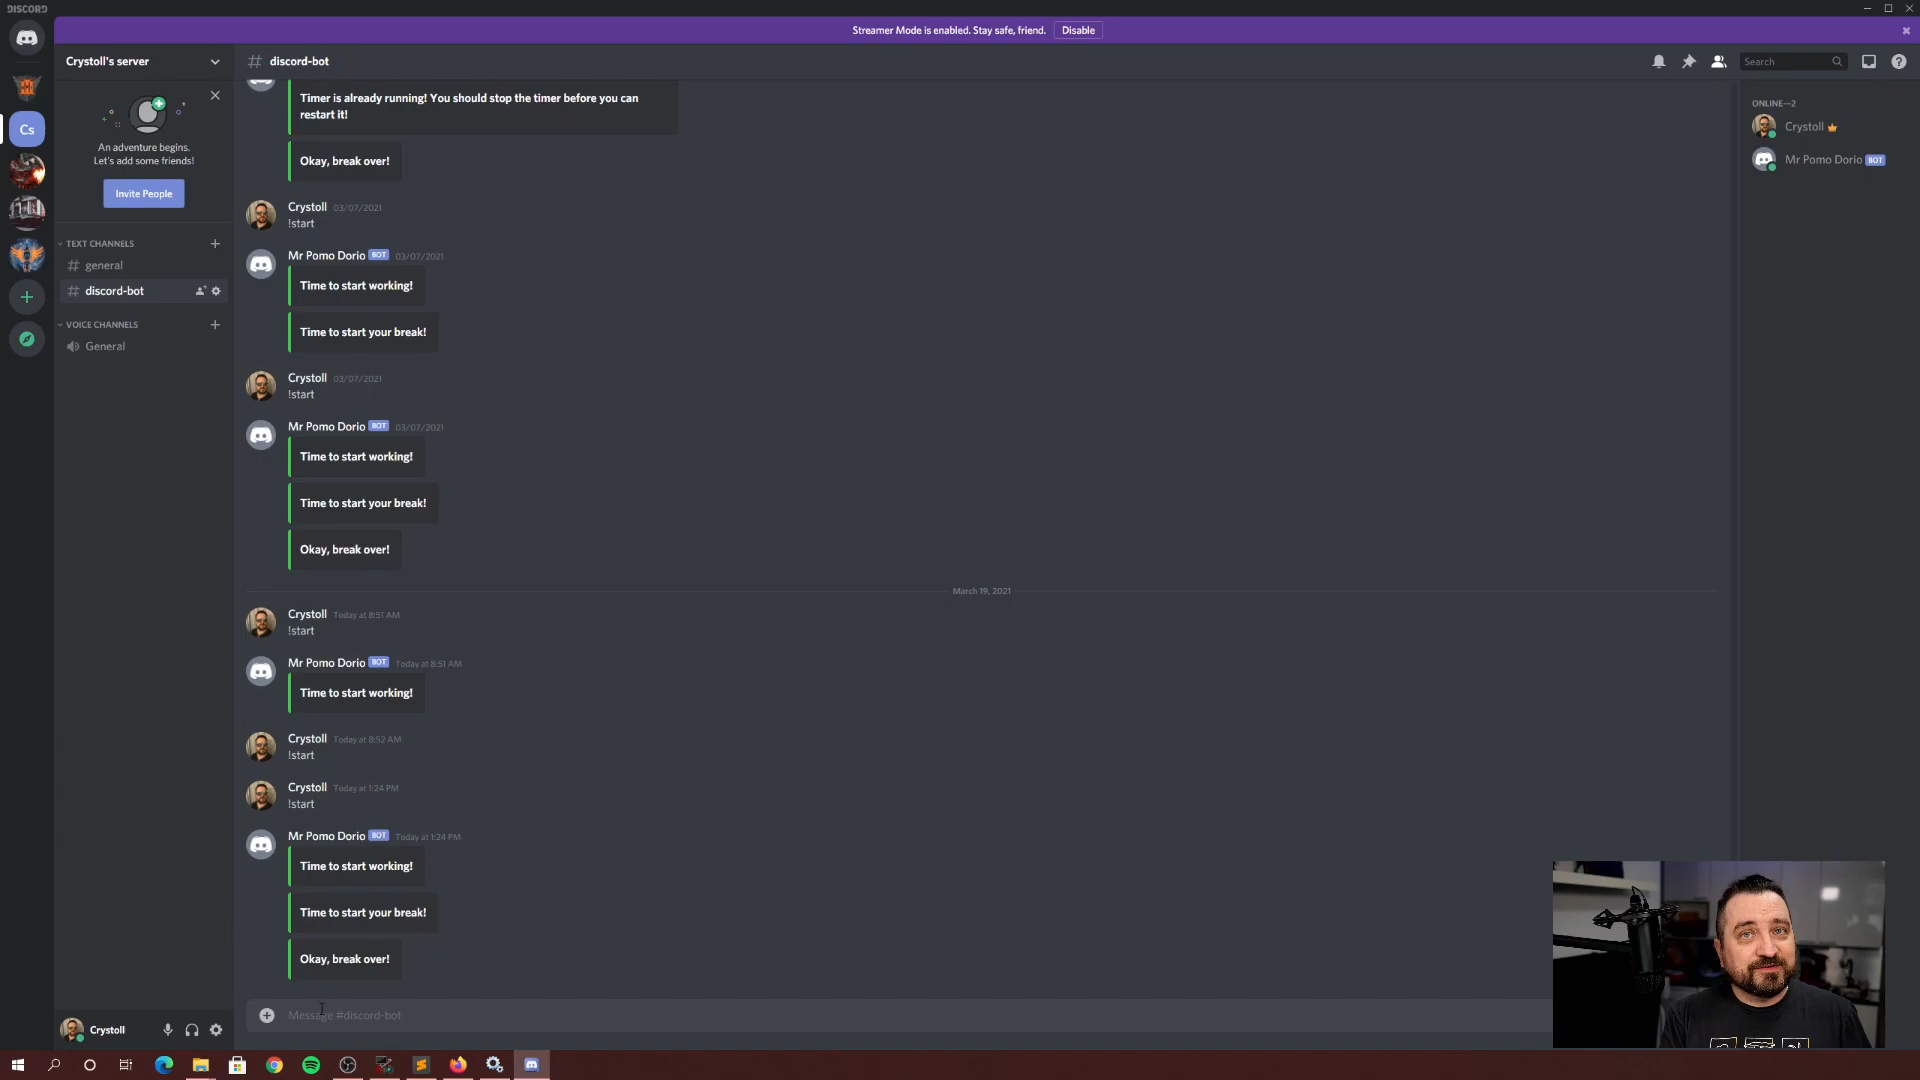 DISCORD
Streamer Mode is enabled. Stay safe, friend.
Disable
Crystoll's server
# discord-bot
Search
Cs
An adventure begins.
Let's add some friends!
Invite People
TEXT CHANNELS
# general
# discord-bot
VOICE CHANNELS
General
Timer is already running! You should stop the timer before you can
restart it!
Okay, break over!
Crystoll 03/07/2021
!start
Mr Pomo Dorio BOT 03/07/2021
Time to start working!
Time to start your break!
Crystoll 03/07/2021
!start
Mr Pomo Dorio BOT 03/07/2021
Time to start working!
Time to start your break!
Okay, break over!
March 19, 2021
Crystoll Today at 8:51 AM
!start
Mr Pomo Dorio BOT Today at 8:51 AM
Time to start working!
Crystoll Today at 8:52 AM
!start
Crystoll Today at 1:24 PM
!start
Mr Pomo Dorio BOT Today at 1:24 PM
Time to start working!
Time to start your break!
Okay, break over!
Message #discord-bot
ONLINE—2
Crystoll
Mr Pomo Dorio BOT
Crystoll